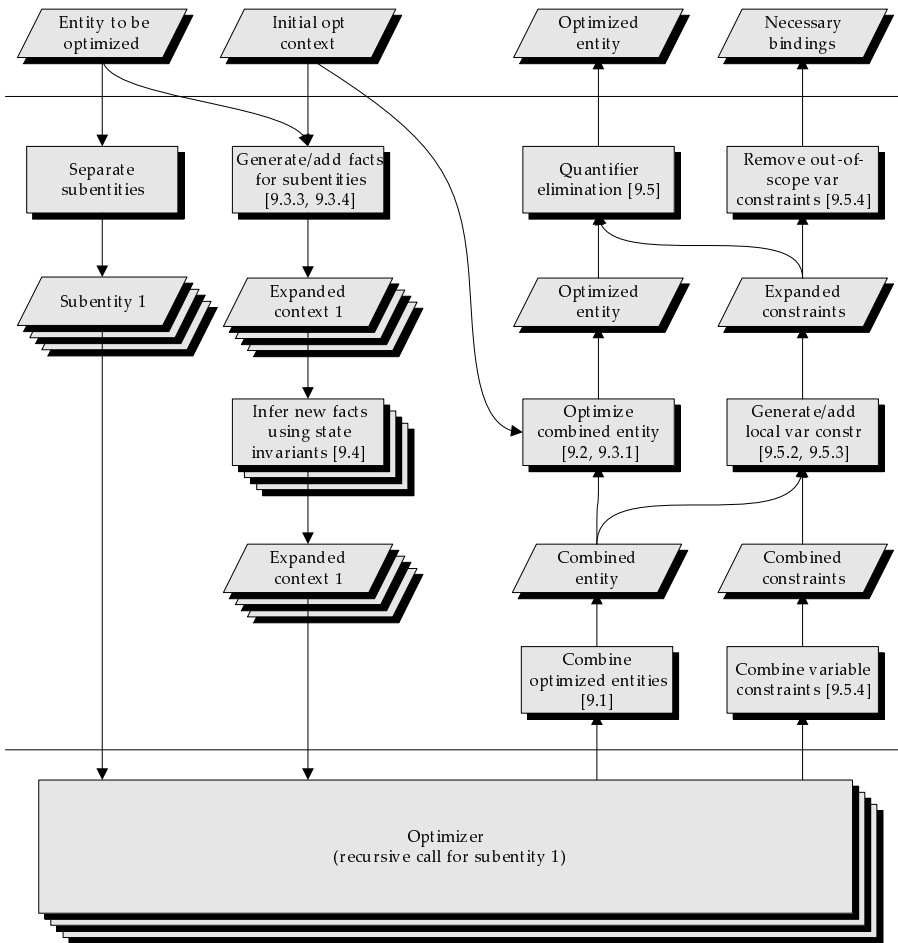 Entity to be
optimized
Initial opt
context
Optimized
entity
Necessary
bindings
Separate
subentities
Generate/add facts
for subentities
[9.3.3, 9.3.4]
Quantifier
elimination [9.5]
Remove out-of-
scope var
constraints [9.5.4]
Subentity 1
Expanded
context 1
Optimized
entity
Expanded
constraints
Infer new facts
using state
invariants [9.4]
Optimize
combined entity
[9.2, 9.3.1]
Generate/add
local var constr
[9.5.2, 9.5.3]
Expanded
context 1
Combined
entity
Combined
constraints
Combine
optimized entities
[9.1]
Combine variable
constraints [9.5.4]
Optimizer
(recursive call for subentity 1)